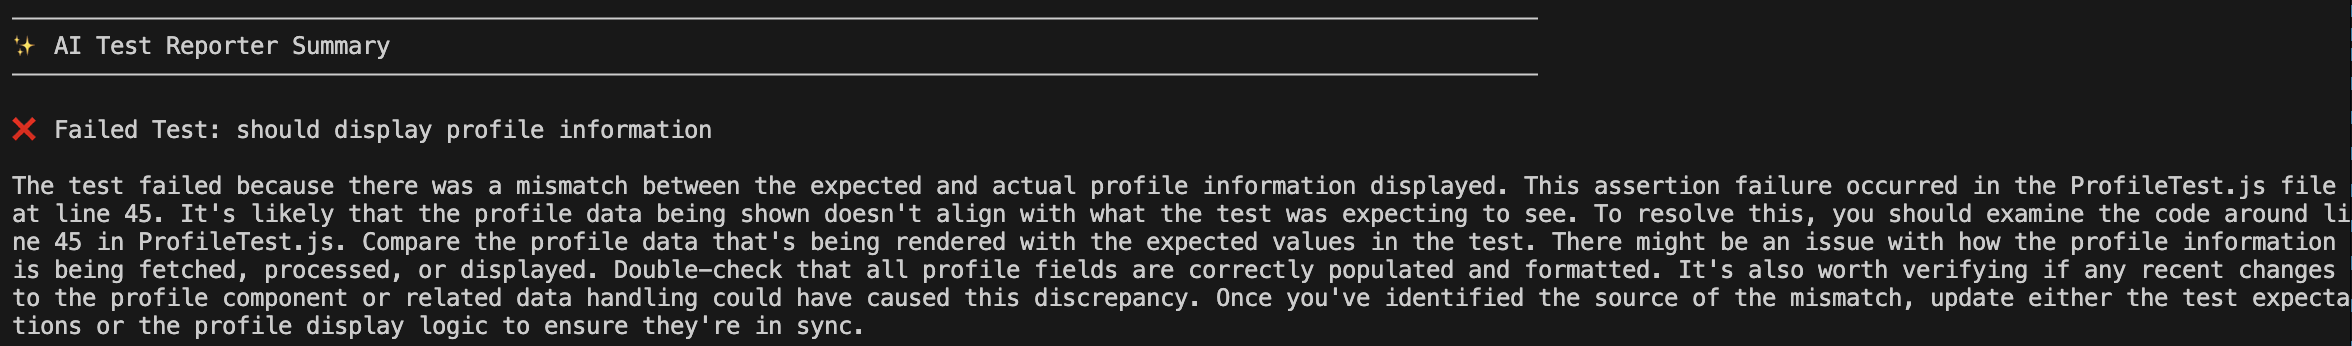 ✨ AI Test Reporter Summary
❌ Failed Test: should display profile information
The test failed because there was a mismatch between the expected and actual profile information displayed. This assertion failure occurred in the ProfileTest.js file
at line 45. It's likely that the profile data being shown doesn't align with what the test was expecting to see. To resolve this, you should examine the code around li
ne 45 in ProfileTest.js. Compare the profile data that's being rendered with the expected values in the test. There might be an issue with how the profile information
is being fetched, processed, or displayed. Double-check that all profile fields are correctly populated and formatted. It's also worth verifying if any recent changes
to the profile component or related data handling could have caused this discrepancy. Once you've identified the source of the mismatch, update either the test expecta
tions or the profile display logic to ensure they're in sync.